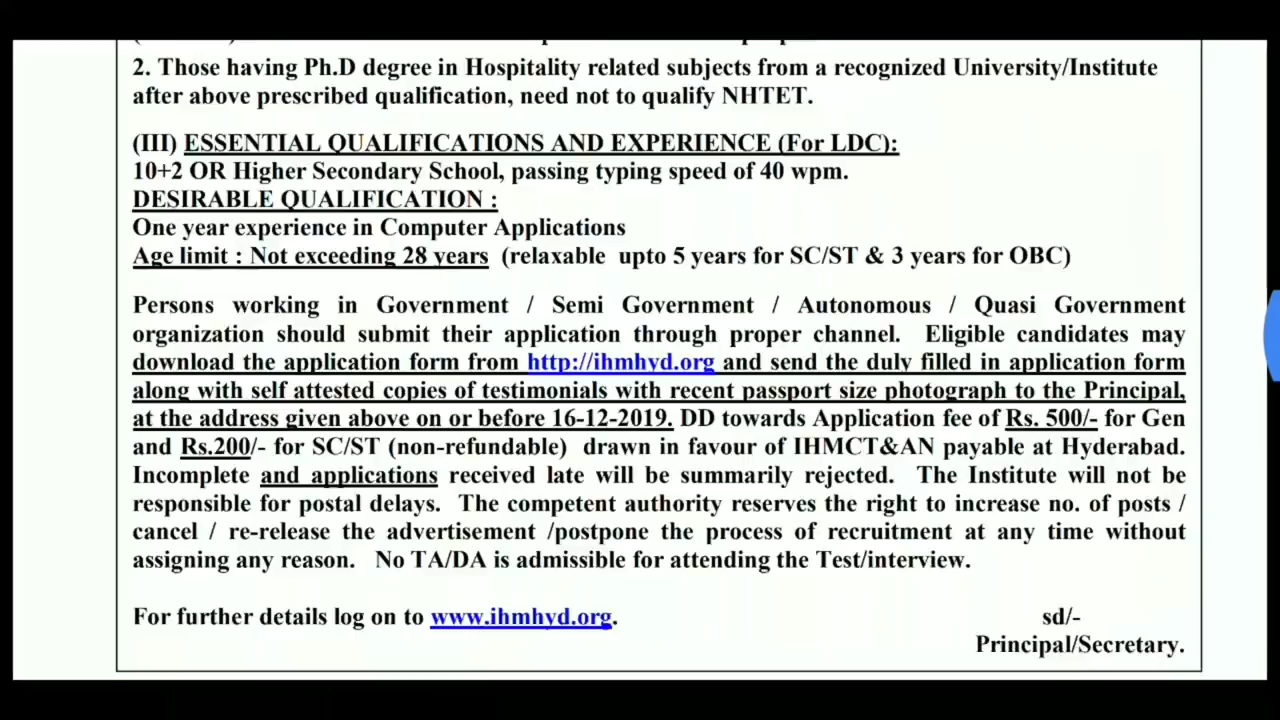 2. Those having Ph.D degree in Hospitality related subjects from a recognized University/Institute
after above prescribed qualification, need not to qualify NHTET.
(III) ESSENTIAL QUALIFICATIONS AND EXPERIENCE (For LDC):
10+2 OR Higher Secondary School, passing typing speed of 40 wpm.
DESIRABLE QUALIFICATION :
One year experience in Computer Applications
Age limit : Not exceeding 28 years (relaxable upto 5 years for SC/ST & 3 years for OBC)
Persons working in Government / Semi Government / Autonomous / Quasi Government
organization should submit their application through proper channel. Eligible candidates may
download the application form from http://ihmhyd.org and send the duly filled in application form
along with self attested copies of testimonials with recent passport size photograph to the Principal,
at the address given above on or before 16-12-2019. DD towards Application fee of Rs. 500/- for Gen
and Rs.200/- for SC/ST (non-refundable) drawn in favour of IHMCT&AN payable at Hyderabad.
Incomplete and applications received late will be summarily rejected. The Institute will not be
responsible for postal delays. The competent authority reserves the right to increase no. of posts /
cancel / re-release the advertisement /postpone the process of recruitment at any time without
assigning any reason. No TA/DA is admissible for attending the Test/interview.
For further details log on to www.ihmhyd.org. sd/-
Principal/Secretary.